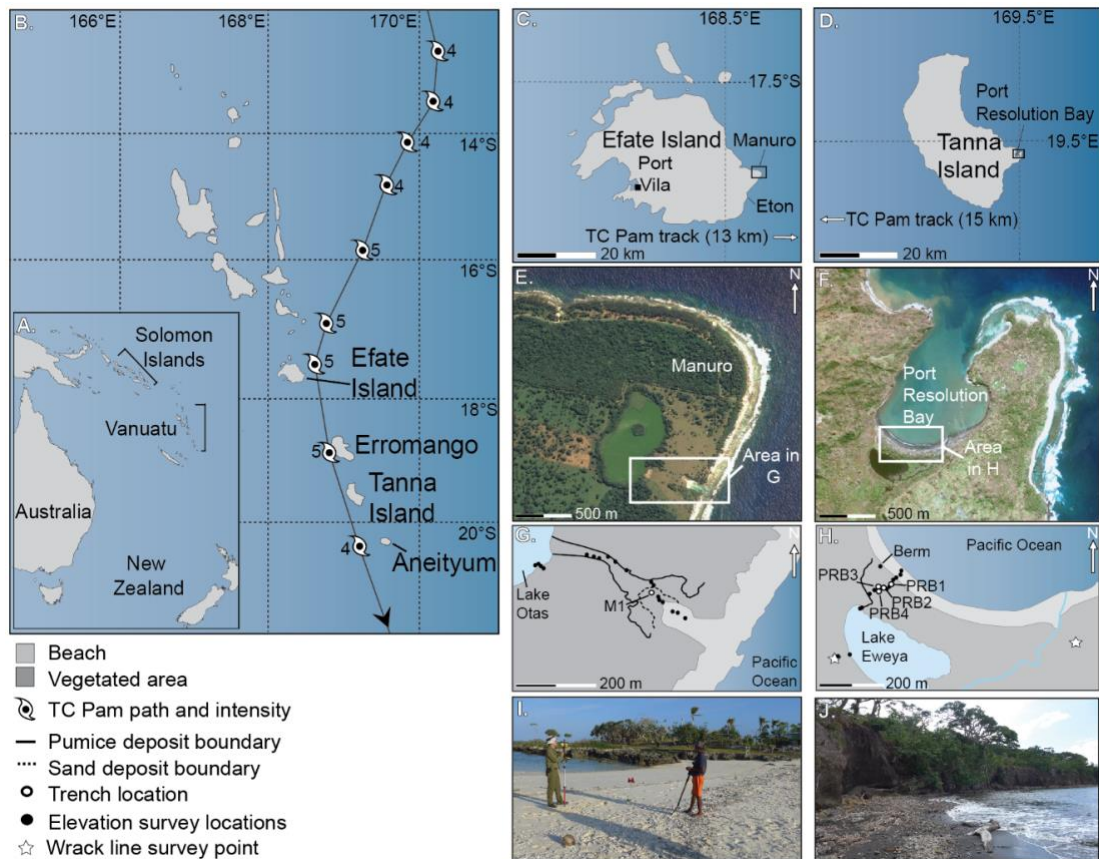 B.
166°E
168°E
170°E
4
4
4
4
5
5
5
5
4
14°S
16°S
18°S
20°S
Efate
Island
Erromango
Tanna
Island
Aneityum
A.
Solomon
Islands
Vanuatu
Australia
New
Zealand
C.
168.5°E
17.5°S
Efate Island
Manuro
Port
Vila
Eton
TC Pam track (13 km)
20 km
D.
169.5°E
Port
Resolution Bay
19.5°E
Tanna
Island
TC Pam track (15 km)
20 km
E.
N
Manuro
Area in
G
500 m
F.
N
Port
Resolution
Bay
Area
in H
500 m
G.
N
Lake
Otas
M1
Pacific
Ocean
200 m
H.
N
Berm
Pacific Ocean
PRB3
PRB1
PRB2
PRB4
Lake
Eweya
200 m
I.
J.
Beach
Vegetated area
TC Pam path and intensity
Pumice deposit boundary
Sand deposit boundary
Trench location
Elevation survey locations
Wrack line survey point